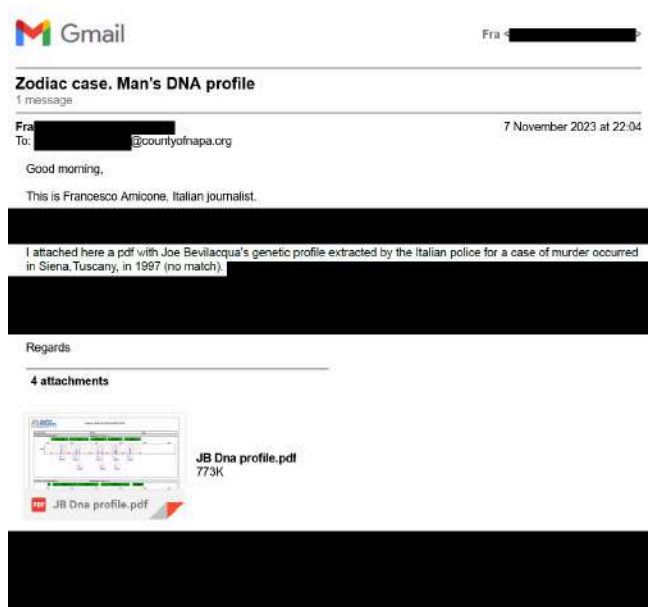 Gmail
Fra <
Zodiac case. Man's DNA profile
1 message
Fra
7 November 2023 at 22:04
To: @countyofnapa.org
Good morning,
This is Francesco Amicone, Italian journalist.
I attached here a pdf with Joe Bevilacqua's genetic profile extracted by the Italian police for a case of murder occurred
in Siena, Tuscany, in 1997 (no match).
Regards
4 attachments
JB Dna profile.pdf
773K
PDF JB Dna profile.pdf